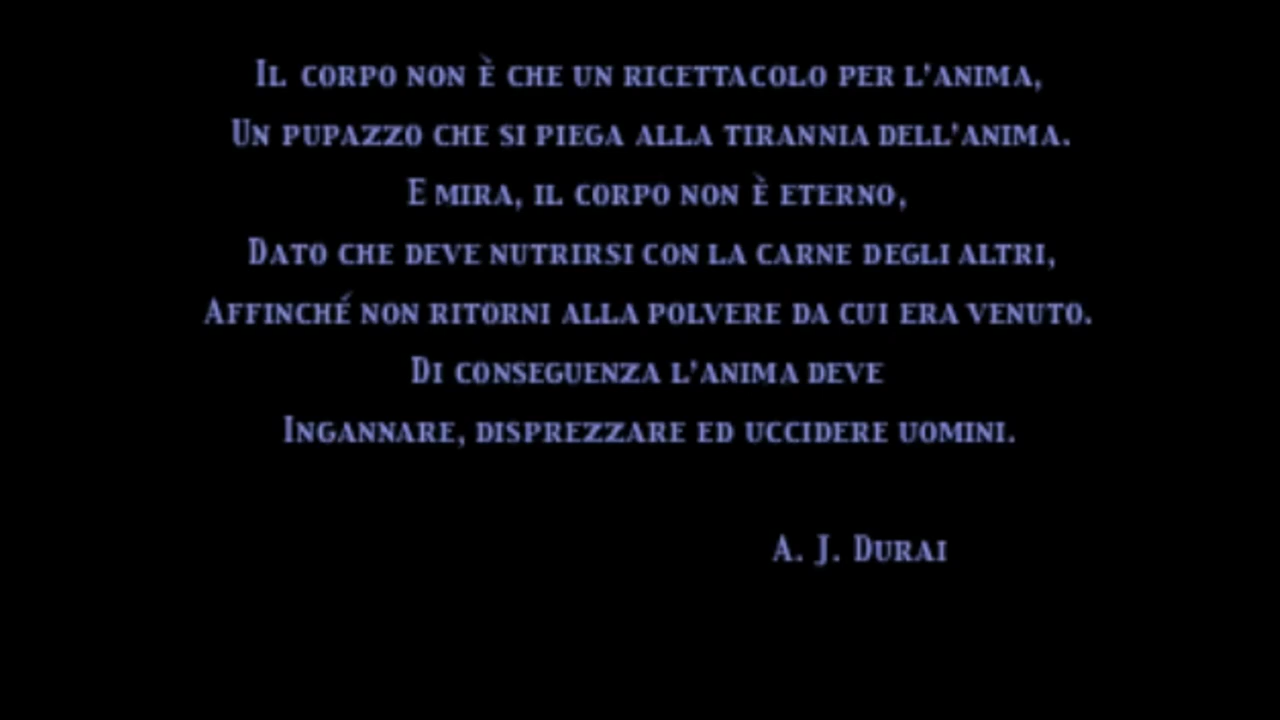 Il corpo non è che un ricettacolo per l'anima,
Un pupazzo che si piega alla tirannia dell'anima.
E mira, il corpo non è eterno,
Dato che deve nutrirsi con la carne degli altri,
Affinché non ritorni alla polvere da cui era venuto.
Di conseguenza l'anima deve
Ingannare, disprezzare ed uccidere uomini.
A. J. Durai